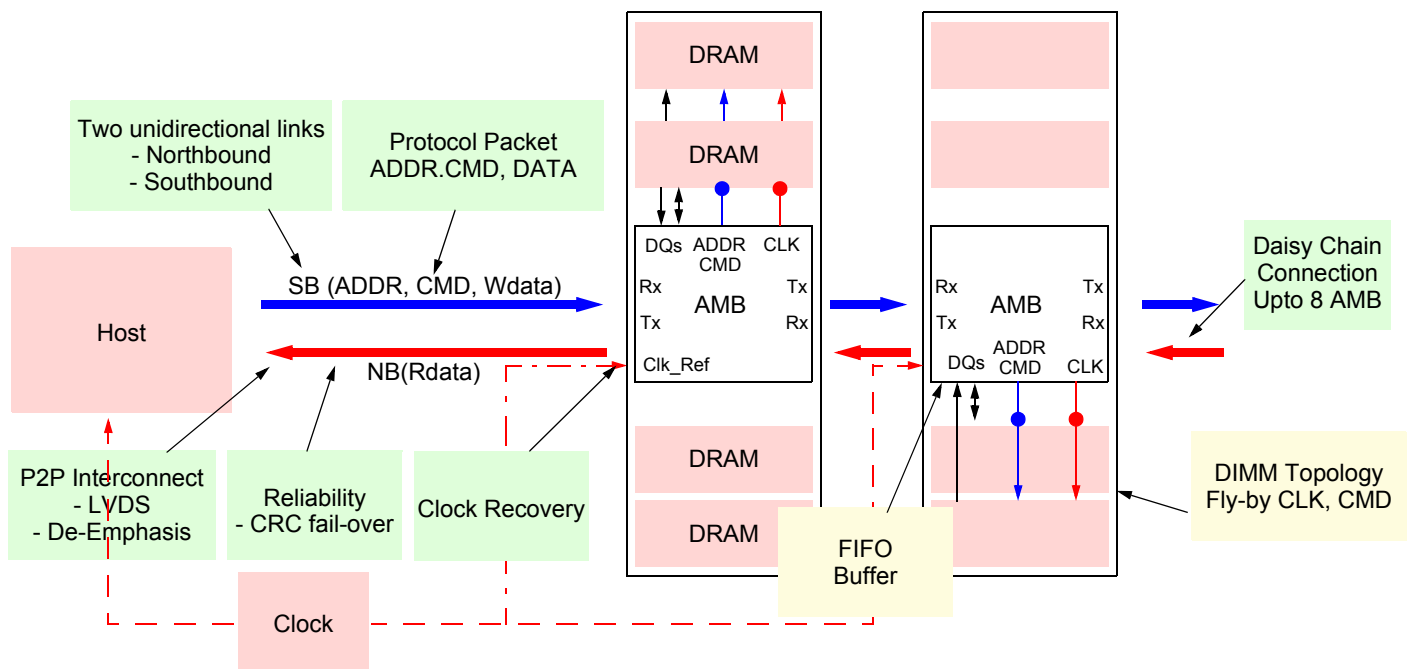 Two unidirectional links
- Northbound
- Southbound
Protocol Packet
ADDR.CMD, DATA
Host
SB (ADDR, CMD, Wdata)
NB(Rdata)
P2P Interconnect
- LVDS
- De-Emphasis
Reliability
- CRC fail-over
Clock Recovery
Clock
DRAM
DRAM
DQs
ADDR
CMD
CLK
Rx
Tx
AMB
Tx
Rx
Clk_Ref
DRAM
DRAM
Rx
Tx
AMB
Tx
Rx
DQs
ADDR
CMD
CLK
FIFO
Buffer
Daisy Chain
Connection
Upto 8 AMB
DIMM Topology
Fly-by CLK, CMD